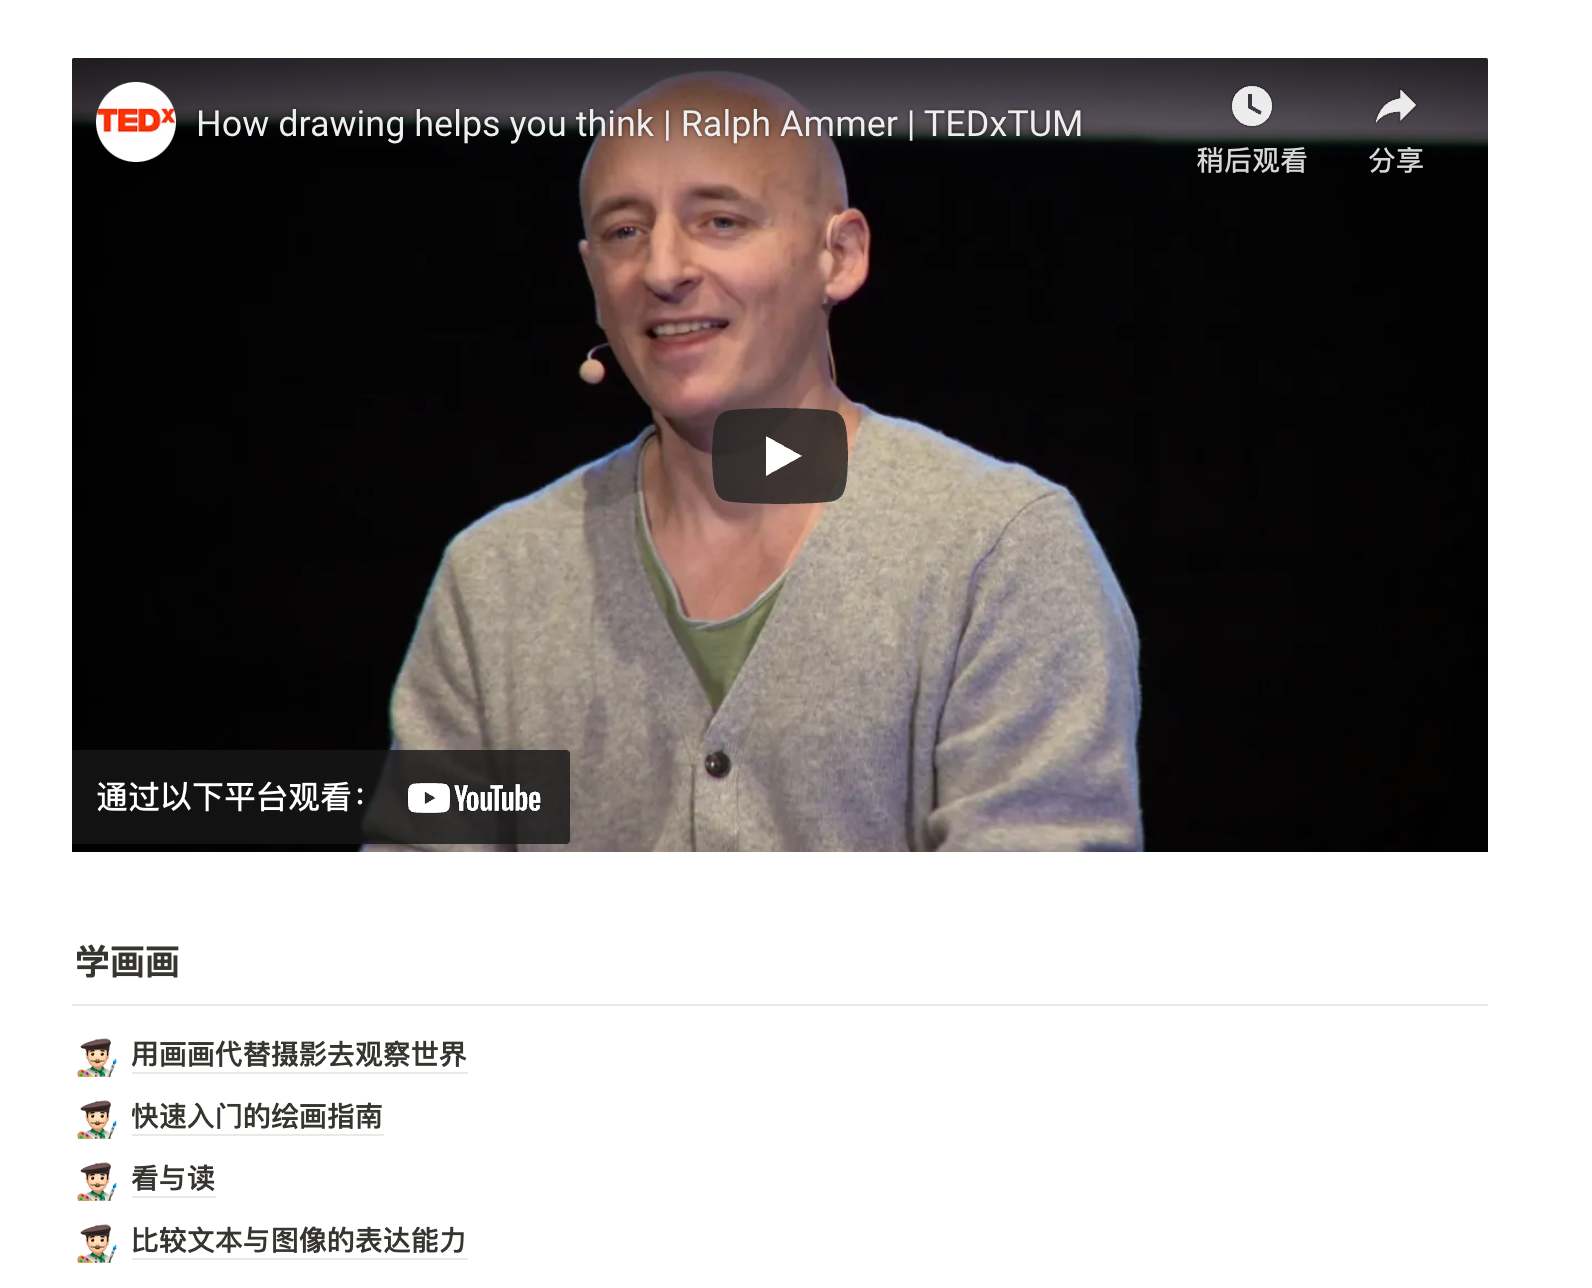 TEDx
How drawing helps you think | Ralph Ammer | TEDxTUM
稍后观看
分享
通过以下平台观看： YouTube
学画画
用画画代替摄影去观察世界
快速入门的绘画指南
看与读
比较文本与图像的表达能力